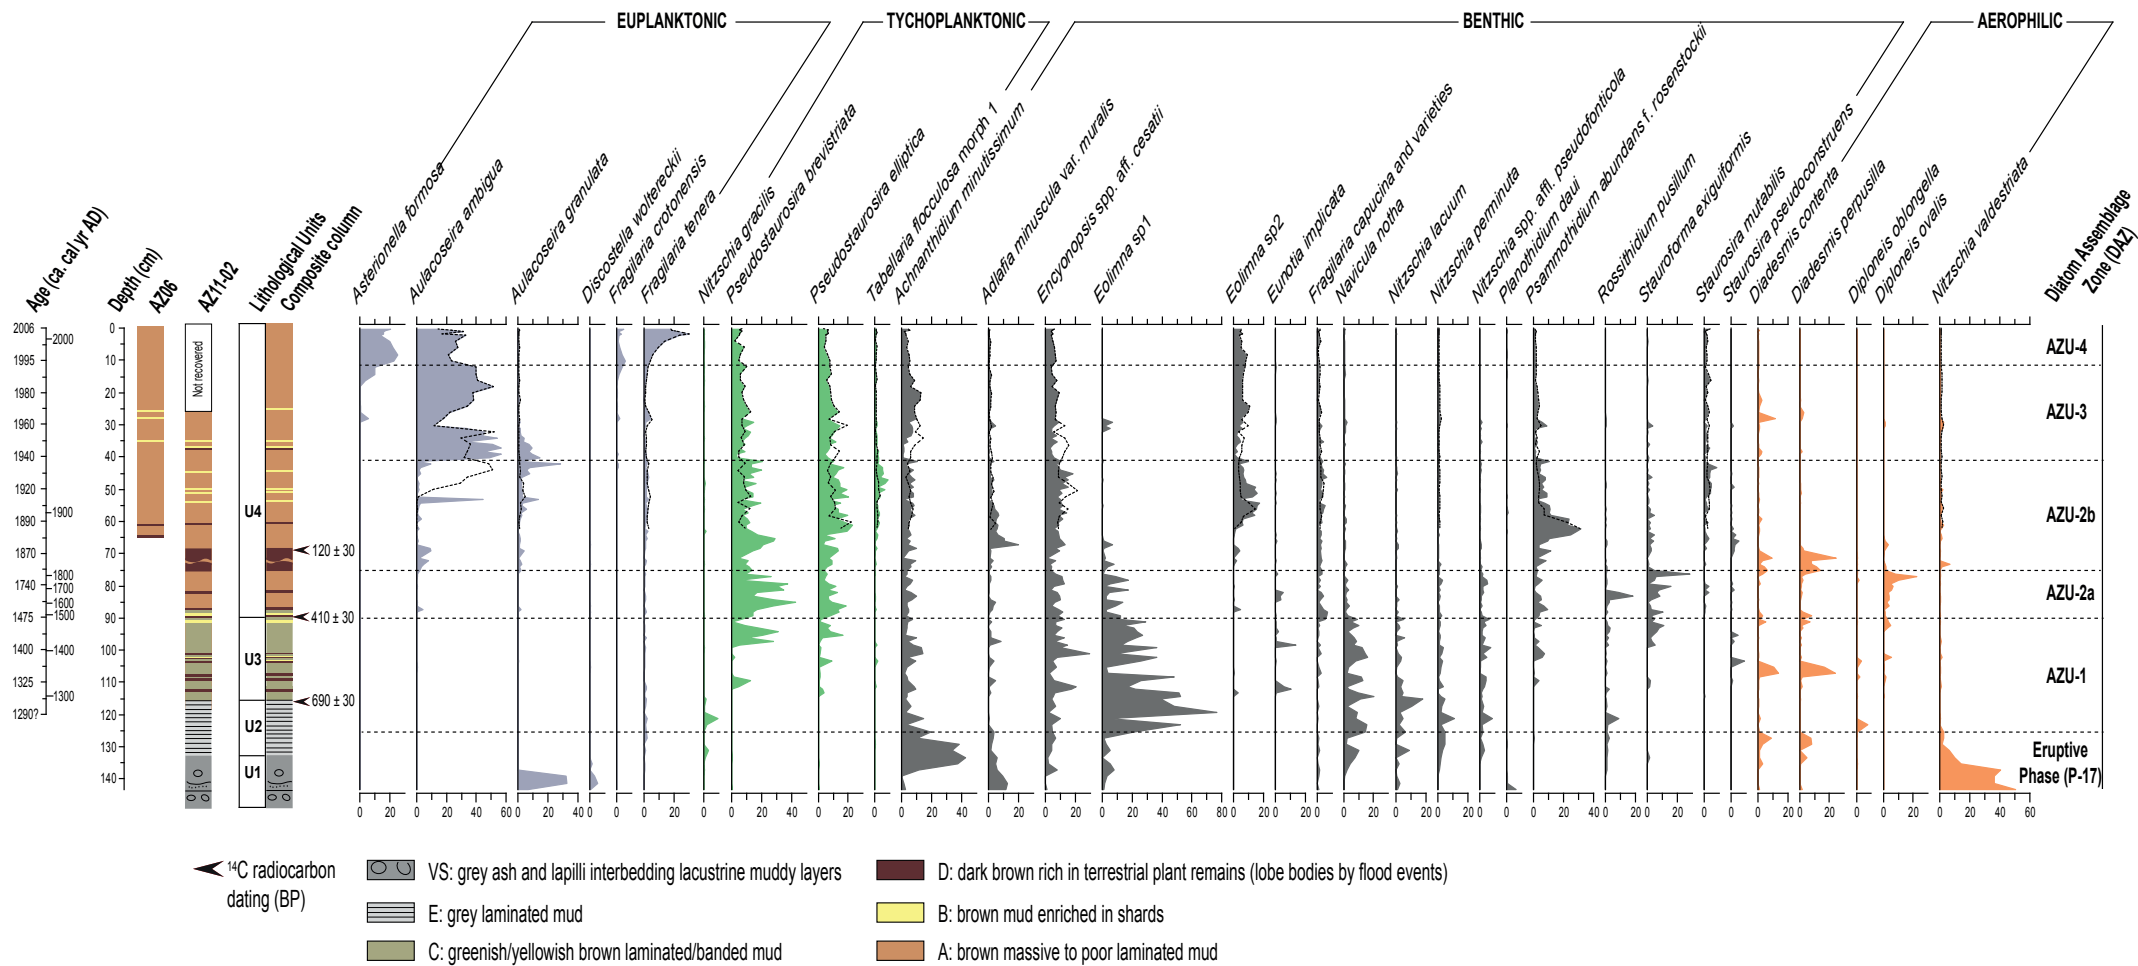 EUPLANKTONIC
TYCHOPLANKTONIC
BENTHIC
AEROPHILIC
Age (ca. cal yr AD)
Depth (cm)
AZ06
AZ11-02
Lithological Units
Composite column
Asterionella formosa
Aulacoseira ambigua
Aulacoseira granulata
Discostella woltereckii
Fragilaria crotonensis
Fragilaria tenera
Nitzschia gracilis
Pseudostaurosira brevistriata
Pseudostaurosira elliptica
Tabellaria flocculosa morph 1
Achnanthidium minutissimum
Adlafia minuscula var. muralis
Encyonopsis spp. aff. cesatii
Eolimna sp1
Eolimna sp2
Eunotia implicata
Fragilaria capucina and varieties
Navicula notha
Nitzschia lacuum
Nitzschia perminuta
Nitzschia spp. affl. pseudofonticola
Planothidium daui
Psammothidium abundans f. rosenstockii
Rossithidium pusillum
Stauroforma exiguiformis
Staurosira mutabilis
Staurosira pseudoconstruens
Diadesmis contenta
Diadesmis perpusilla
Diploneis oblongella
Diploneis ovalis
Nitzschia valdestriata
Diatom Assemblage
Zone (DAZ)
2006
1995
1980
1960
1940
1920
1890
1870
1740
1475
1400
1325
1290?
2000
1900
1800
1700
1600
1500
1400
1300
0
10
20
30
40
50
60
70
80
90
100
110
120
130
140
Not recovered
U4
U3
U2
U1
120 ± 30
410 ± 30
690 ± 30
AZU-4
AZU-3
AZU-2b
AZU-2a
AZU-1
Eruptive
Phase (P-17)
0 20 0 20 40 60 0 20 40 0 0 0 20 0 0 20 40 0 20 0 0 20 40 0 20 0 20 0 20 40 60 80 0 20 0 20 0 0 20 0 20 0 20 0 20 0 0 20 40 0 20 0 20 0 0 0 20 0 20 0 0 20 0 20 40 60
14C radiocarbon
dating (BP)
VS: grey ash and lapilli interbedding lacustrine muddy layers
E: grey laminated mud
C: greenish/yellowish brown laminated/banded mud
D: dark brown rich in terrestrial plant remains (lobe bodies by flood events)
B: brown mud enriched in shards
A: brown massive to poor laminated mud